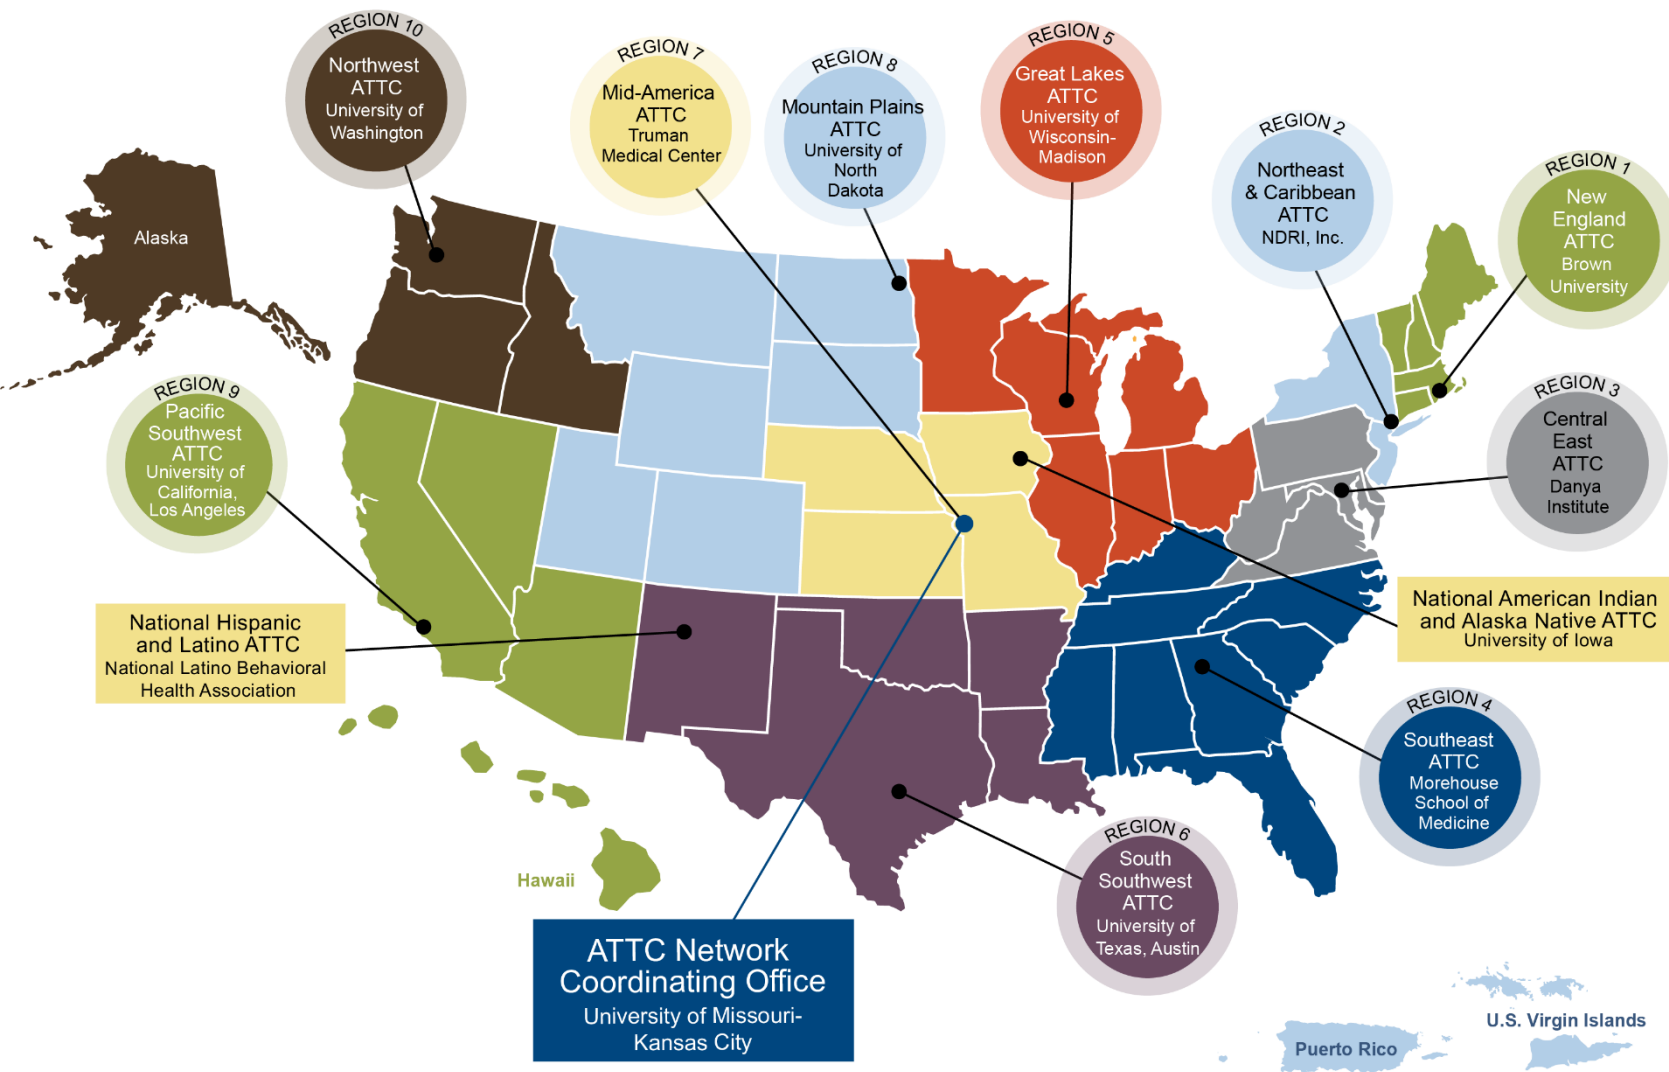 REGION 10
Northwest
ATTC
University of
Washington
REGION 7
Mid-America
ATTC
Truman
Medical Center
REGION 8
Mountain Plains
ATTC
University of
North
Dakota
REGION 5
Great Lakes
ATTC
University of
Wisconsin-
Madison
REGION 2
Northeast
& Caribbean
ATTC
NDRI, Inc.
REGION 1
New
England
ATTC
Brown
University
Alaska
REGION 9
Pacific
Southwest
ATTC
University of
California,
Los Angeles
REGION 3
Central
East
ATTC
Danya
Institute
National Hispanic
and Latino ATTC
National Latino Behavioral
Health Association
National American Indian
and Alaska Native ATTC
University of Iowa
REGION 4
Southeast
ATTC
Morehouse
School of
Medicine
REGION 6
South
Southwest
ATTC
University of
Texas, Austin
Hawaii
ATTC Network
Coordinating Office
University of Missouri-
Kansas City
U.S. Virgin Islands
Puerto Rico